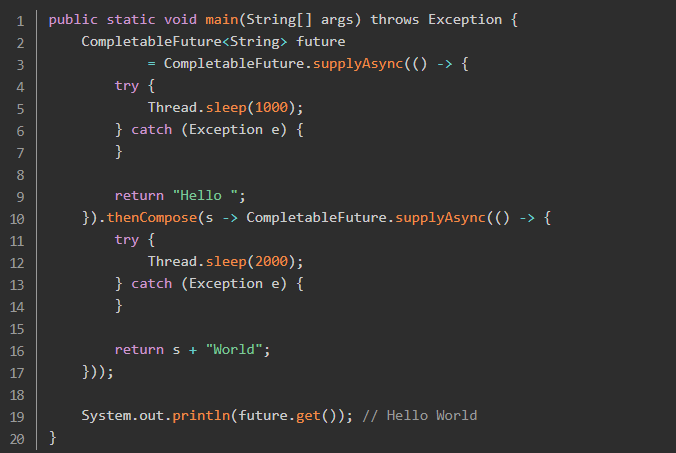 1 public static void main(String[] args) throws Exception {
2     CompletableFuture<String> future
3             = CompletableFuture.supplyAsync(() -> {
4         try {
5             Thread.sleep(1000);
6         } catch (Exception e) {
7         }
8
9         return "Hello ";
10     }).thenCompose(s -> CompletableFuture.supplyAsync(() -> {
11         try {
12             Thread.sleep(2000);
13         } catch (Exception e) {
14         }
15
16         return s + "World";
17     }));
18
19     System.out.println(future.get()); // Hello World
20 }